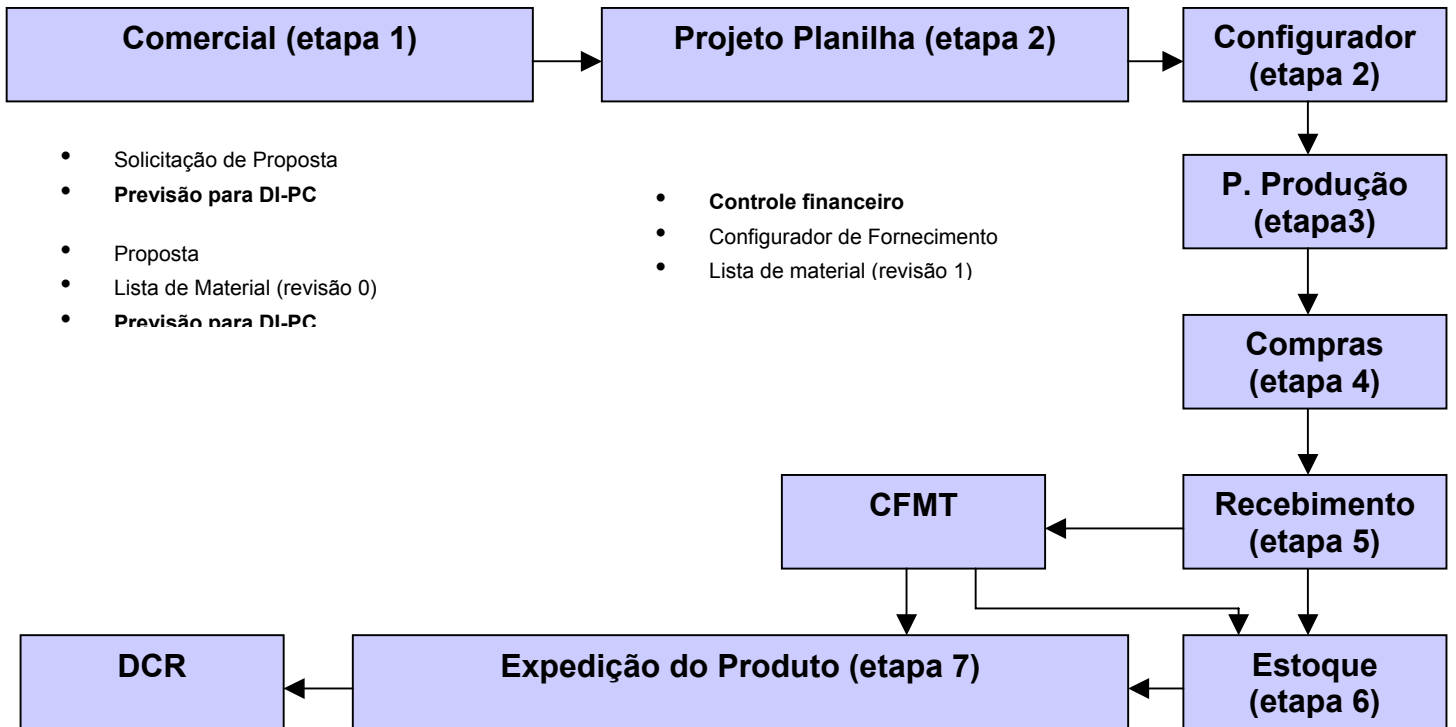 Comercial (etapa 1)
Projeto Planilha (etapa 2)
Configurador
(etapa 2)
• Solicitação de Proposta
• Previsão para DI-PC
• Proposta
• Lista de Material (revisão 0)
• Previsão para DI-PC
• Controle financeiro
• Configurador de Fornecimento
• Lista de material (revisão 1)
P. Produção
(etapa3)
Compras
(etapa 4)
CFMT
Recebimento
(etapa 5)
DCR
Expedição do Produto (etapa 7)
Estoque
(etapa 6)